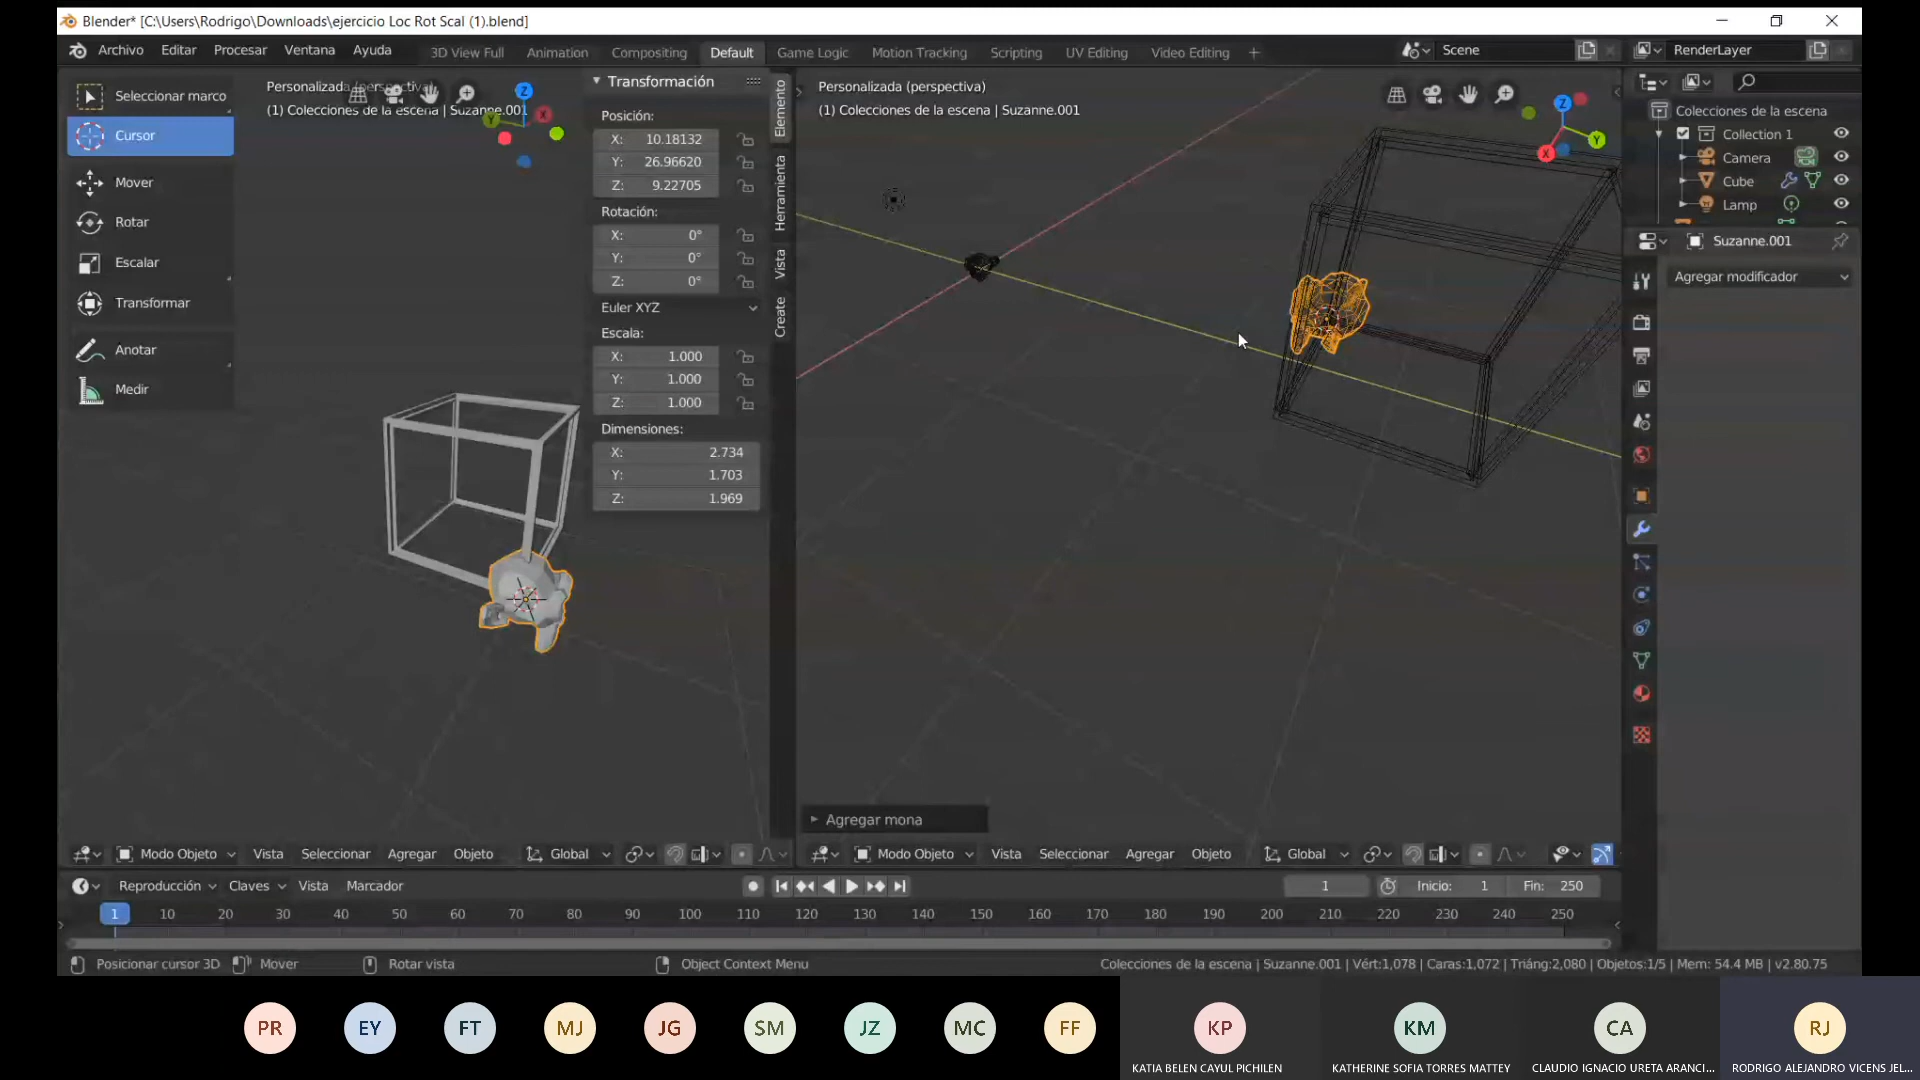 Blender* [C:\Users\Rodrigo\Downloads\ejercicio Loc Rot Scal (1).blend]
Archivo Editar Procesar Ventana Ayuda 3D View Full Animation Compositing Default Game Logic Motion Tracking Scripting UV Editing Video Editing + Scene RenderLayer
Seleccionar marco
Cursor
Mover
Rotar
Escalar
Transformar
Anotar
Medir
Personalizada (perspectiva)
(1) Colecciones de la escena | Suzanne.001
Z
X
Y
Transformación
Posición:
X: 10.18132
Y: 26.96620
Z: 9.22705
Rotación:
X: 0°
Y: 0°
Z: 0°
Euler XYZ
Escala:
X: 1.000
Y: 1.000
Z: 1.000
Dimensiones:
X: 2.734
Y: 1.703
Z: 1.969
Elemento
Herramienta
Vista
Create
Personalizada (perspectiva)
(1) Colecciones de la escena | Suzanne.001
Z
Y
X
Agregar mona
Colecciones de la escena
Collection 1
Camera
Cube
Lamp
Suzanne.001
Agregar modificador
Modo Objeto Vista Seleccionar Agregar Objeto Global
Modo Objeto Vista Seleccionar Agregar Objeto Global
Reproducción Claves Vista Marcador 1 Inicio: 1 Fin: 250
1 10 20 30 40 50 60 70 80 90 100 110 120 130 140 150 160 170 180 190 200 210 220 230 240 250
Posicionar cursor 3D Mover Rotar vista Object Context Menu Colecciones de la escena | Suzanne.001 | Vért:1,078 | Caras:1,072 | Triáng:2,080 | Objetos:1/5 | Mem: 54.4 MB | v2.80.75
PR EY FT MJ JG SM JZ MC FF KP KM CA RJ
KATIA BELEN CAYUL PICHILEN KATHERINE SOFIA TORRES MATTEY CLAUDIO IGNACIO URETA ARANCI... RODRIGO ALEJANDRO VICENS JEL...